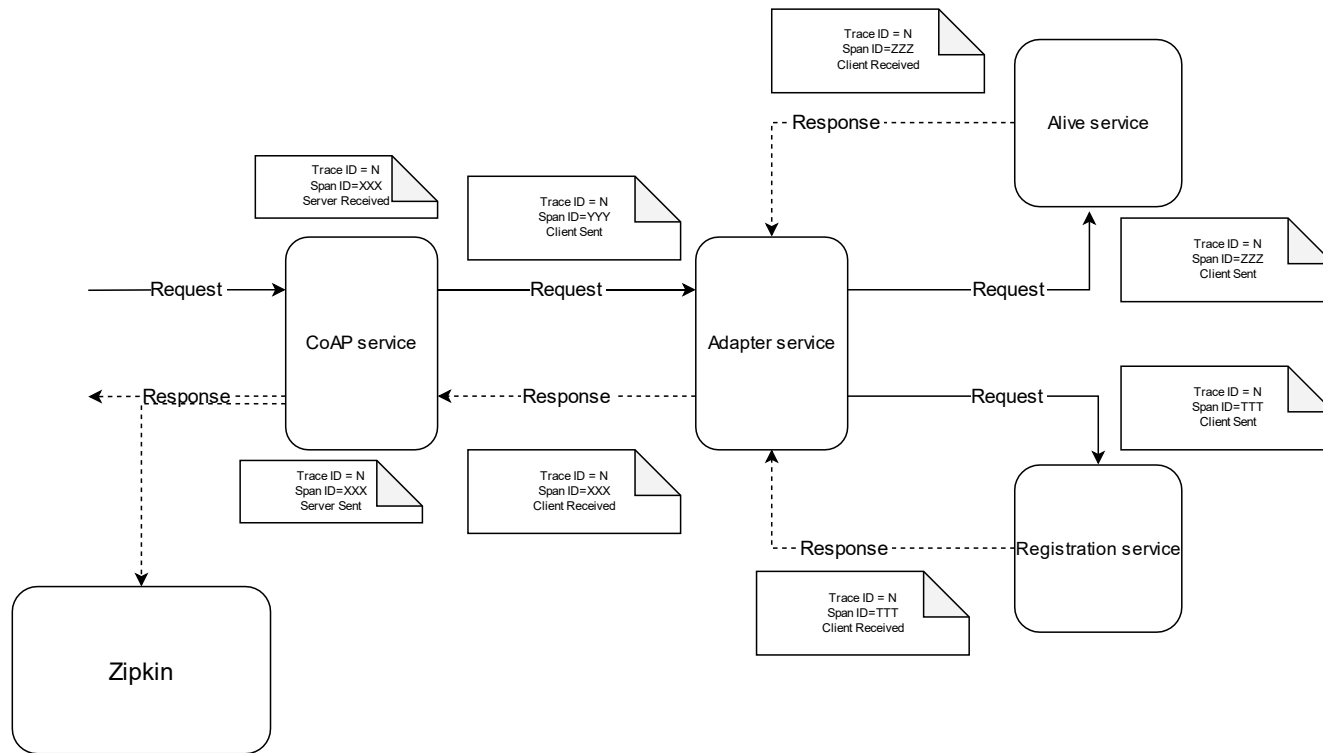 Trace ID = N
Span ID=ZZZ
Client Received
Response
Alive service
Trace ID = N
Span ID=XXX
Server Received
Trace ID = N
Span ID=YYY
Client Sent
Trace ID = N
Span ID=ZZZ
Client Sent
Request
Request
Request
CoAP service
Adapter service
Response
Response
Request
Trace ID = N
Span ID=TTT
Client Sent
Trace ID = N
Span ID=XXX
Server Sent
Trace ID = N
Span ID=XXX
Client Received
Response
Registration service
Trace ID = N
Span ID=TTT
Client Received
Zipkin